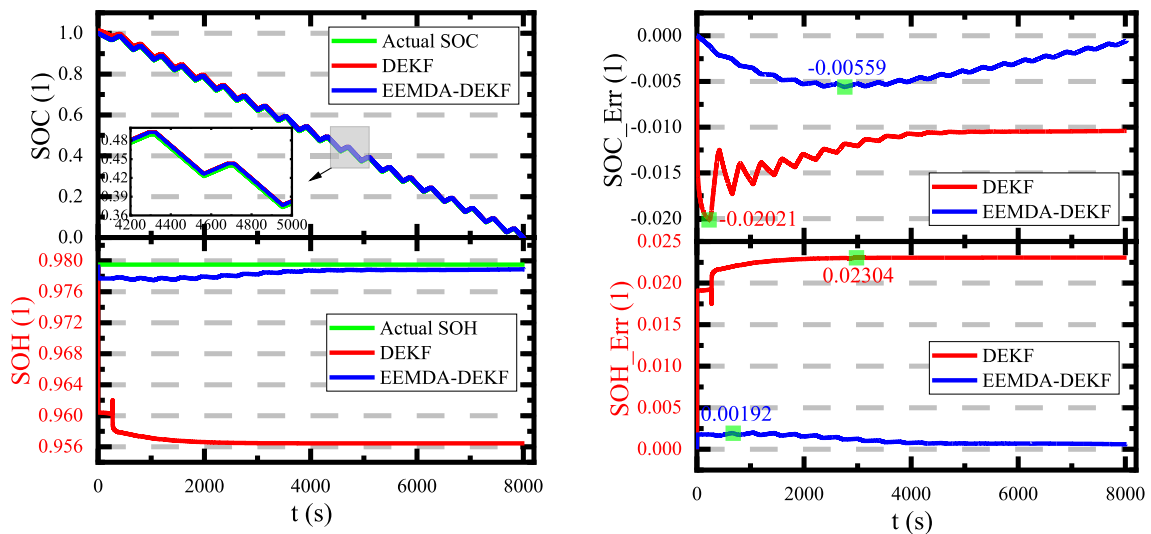 1.0
0.8
1.0
0.4
0.2
0.0
SOC (1)
Actual SOC
DEKF
EEMDA-DEKF
0.48
0.45
0.42
0.39
0.36
4200 4400 4600 4800 5000
0.980
0.976
0.972
0.968
0.964
0.960
0.956
SOH (1)
Actual SOH
DEKF
EEMDA-DEKF
0 2000 4000 6000 8000
t (s)
0.000
-0.005
-0.010
-0.015
-0.020
SOC_Err (1)
-0.00559
-0.02021
DEKF
EEMDA-DEKF
0.025
0.020
0.015
0.010
0.005
0.000
SOH_Err (1)
0.02304
0.00192
DEKF
EEMDA-DEKF
0 2000 4000 6000 8000
t (s)